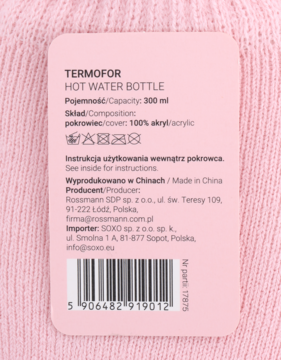 TERMOFOR
HOT WATER BOTTLE
Pojemność/Capacity: 300 ml
Skład/Composition:
pokrowiec/cover: 100% akryl/acrylic
Instrukcja użytkowania wewnątrz pokrowca.
See inside for instructions.
Wyprodukowano w Chinach / Made in China
Producent/Producer:
Rossmann SDP sp. z o.o., ul. św. Teresy 109,
91-222 Łódź, Polska,
firma@rossmann.com.pl
Importer: SOXO sp. z o.o. sp. k.,
ul. Smolna 1 A, 81-877 Sopot, Polska,
info@soxo.eu
5 906482 919012
Nr partii: 17875